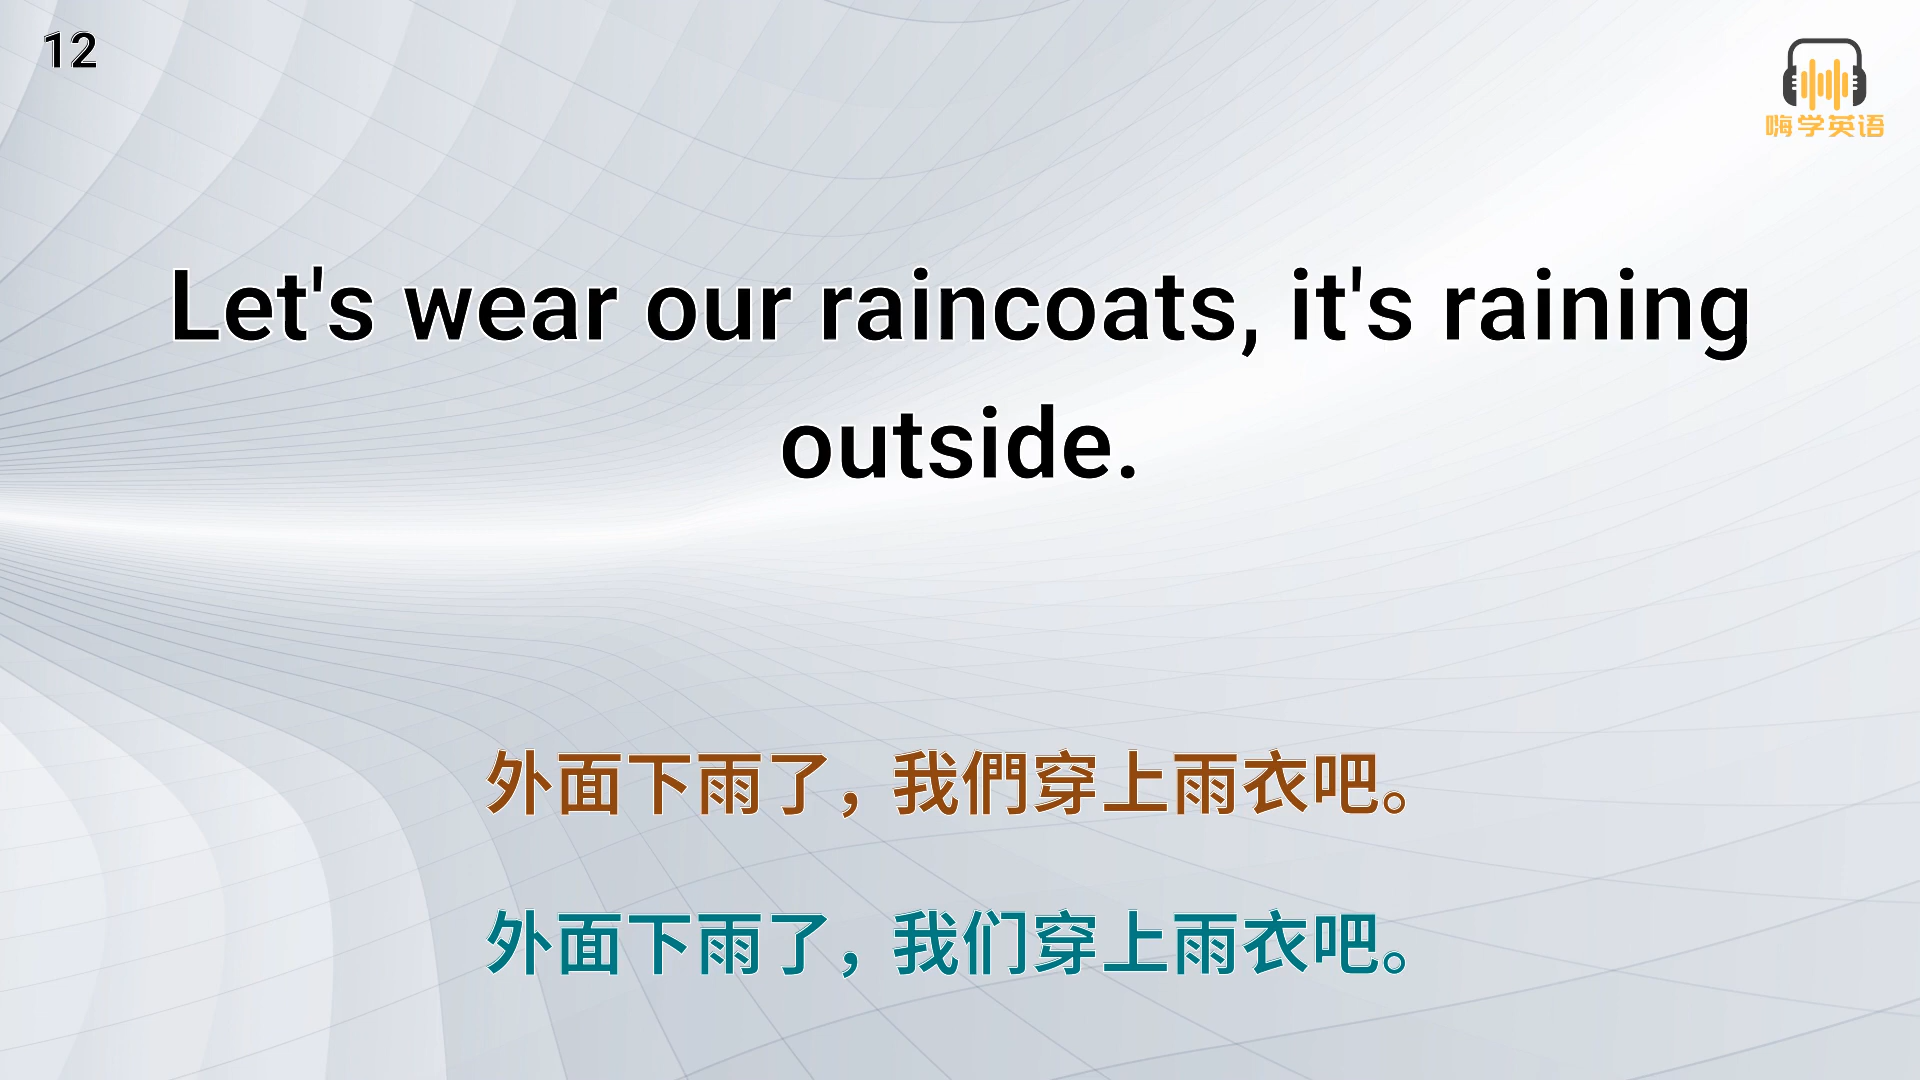 12
嗨学英语
Let's wear our raincoats, it's raining
outside.
外面下雨了，我們穿上雨衣吧。
外面下雨了，我们穿上雨衣吧。